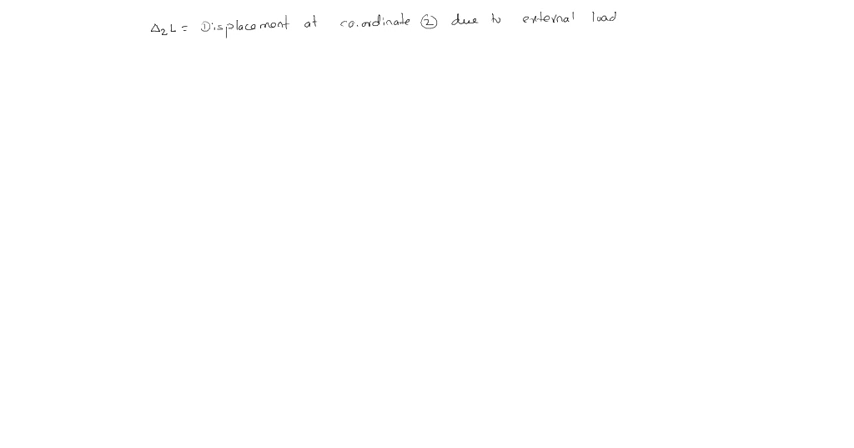 Δ₂L = Displacement at co.ordinate ② due to external load